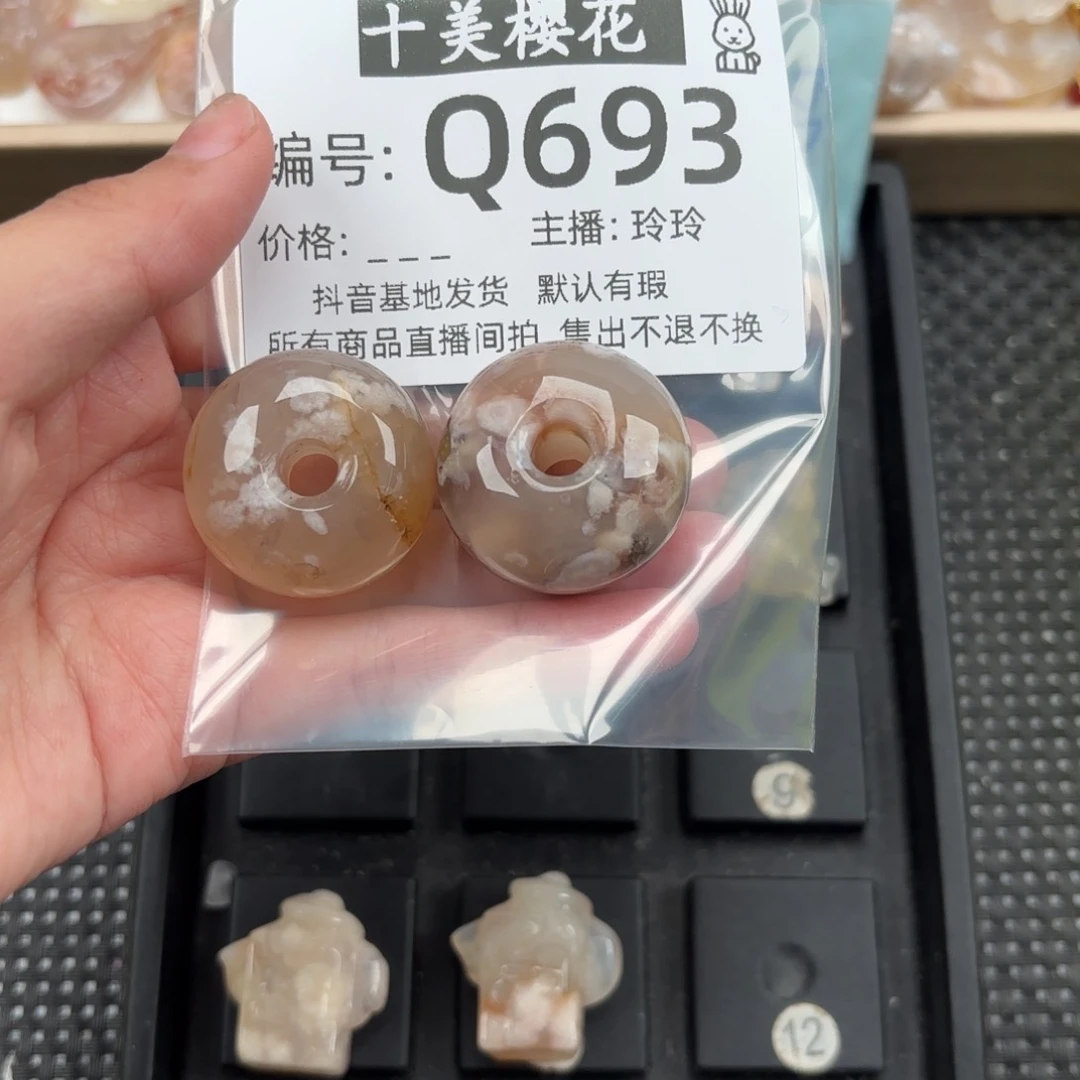 十美樱花
编号: Q693
价格: _ _ _ 主播: 玲玲
抖音基地发货 默认有瑕
所有商品直播间拍 售出不退不换
9
12